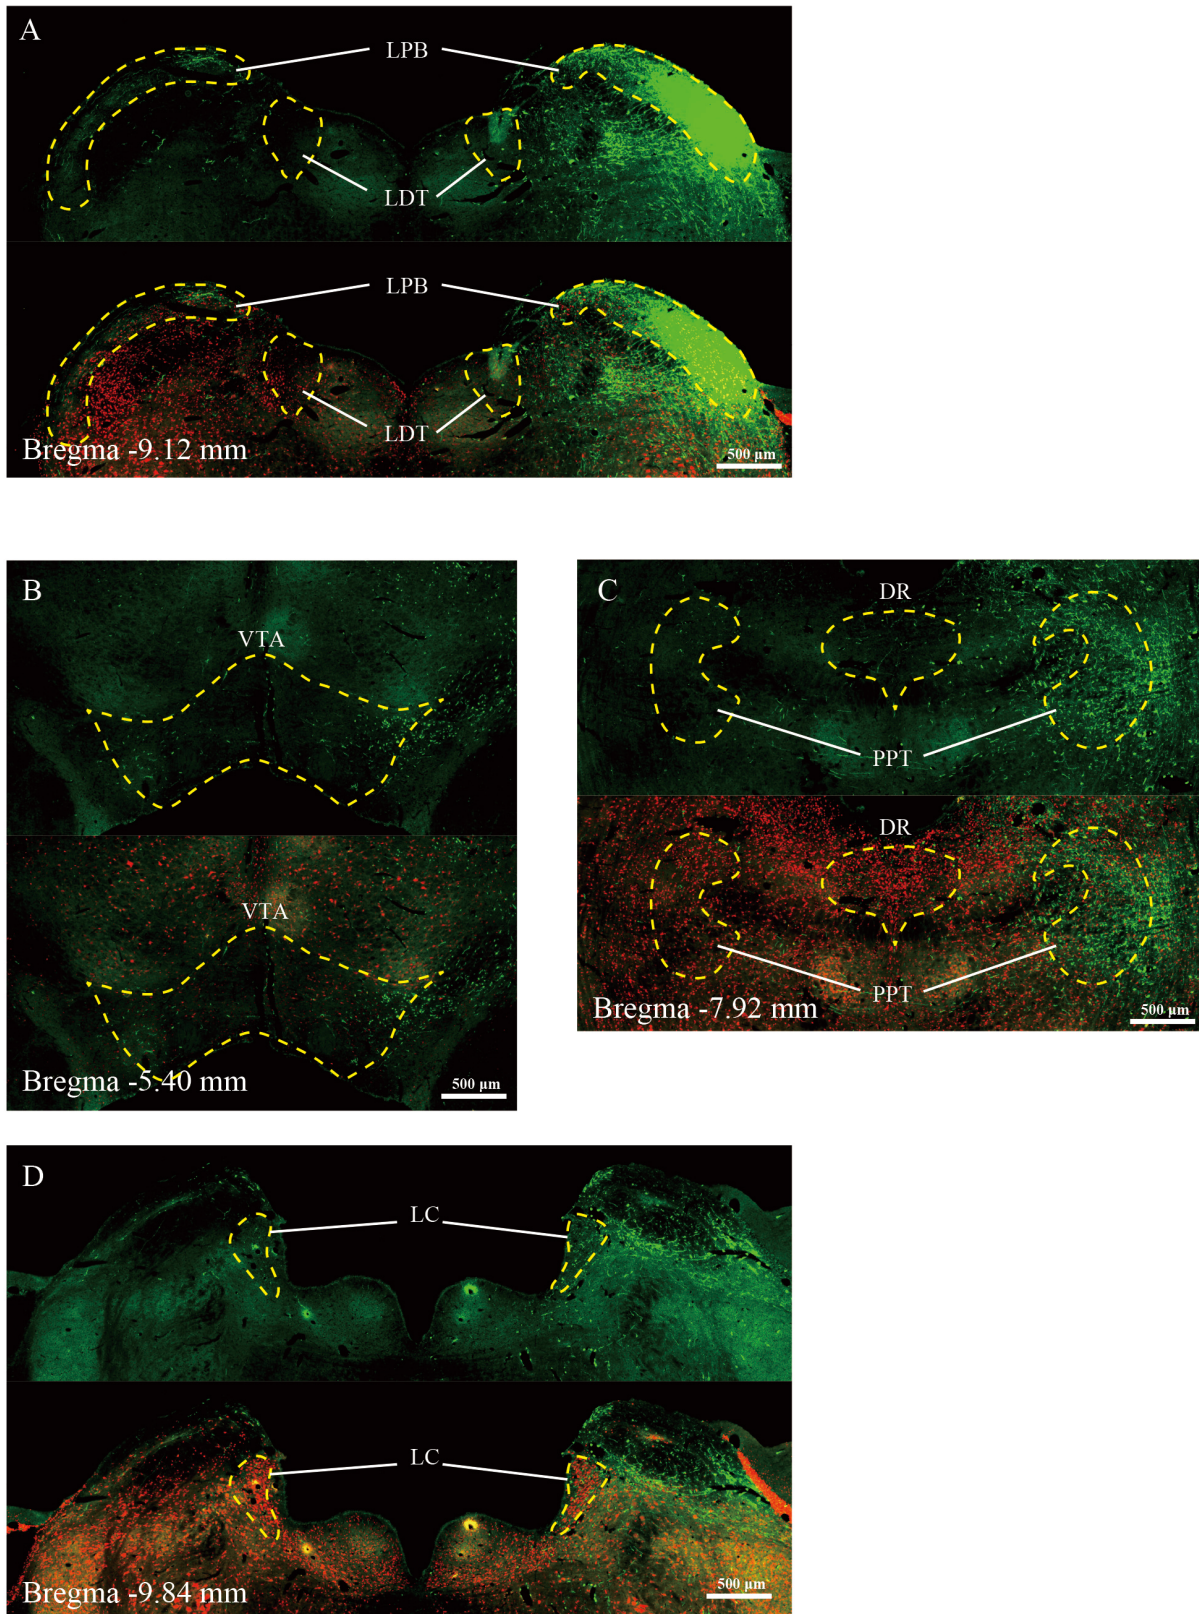 A
LPB
LDT
LPB
LDT
Bregma -9.12 mm
500 µm
B
VTA
VTA
Bregma -5.40 mm
500 µm
C
DR
PPT
DR
PPT
Bregma -7.92 mm
500 µm
D
LC
LC
Bregma -9.84 mm
500 µm